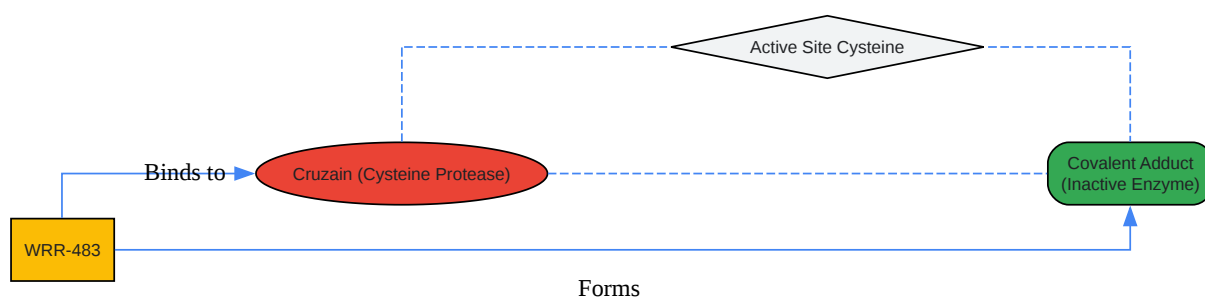 Active Site Cysteine
Binds to
Cruzain (Cysteine Protease)
Covalent Adduct
(Inactive Enzyme)
WRR-483
Forms